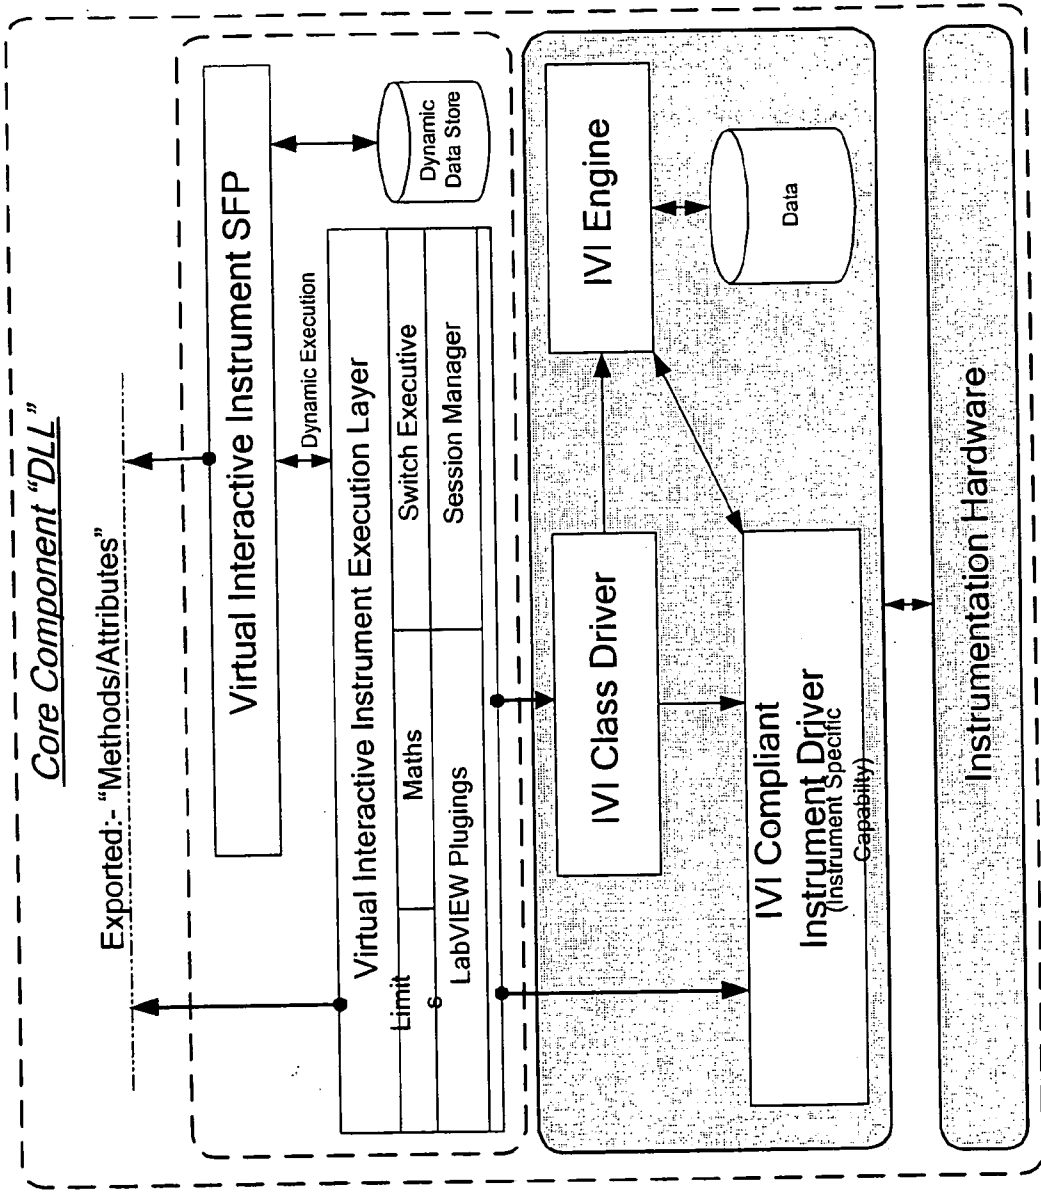 Core Component "DLL"
Exported:- "Methods/Attributes"
Virtual Interactive Instrument SFP
Dynamic Execution
Dynamic
Data Store
Virtual Interactive Instrument Execution Layer
Limit
s
Maths
Switch Executive
LabVIEW Plugings
Session Manager
IVI Class Driver
IVI Engine
IVI Compliant
Instrument Driver
(Instrument Specific
Capability)
Data
Instrumentation Hardware